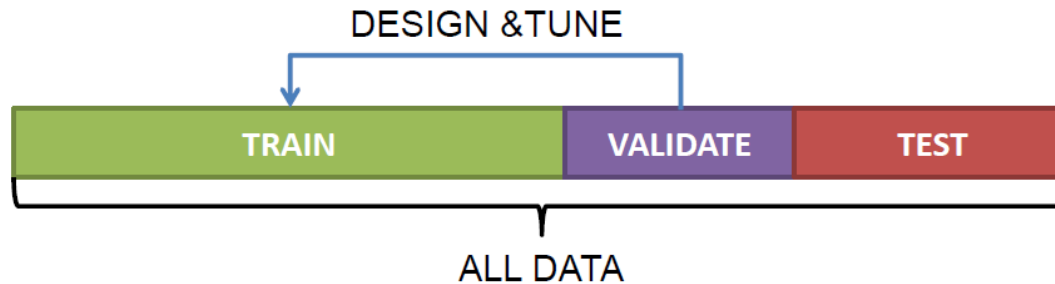 DESIGN &TUNE
TRAIN VALIDATE TEST
ALL DATA